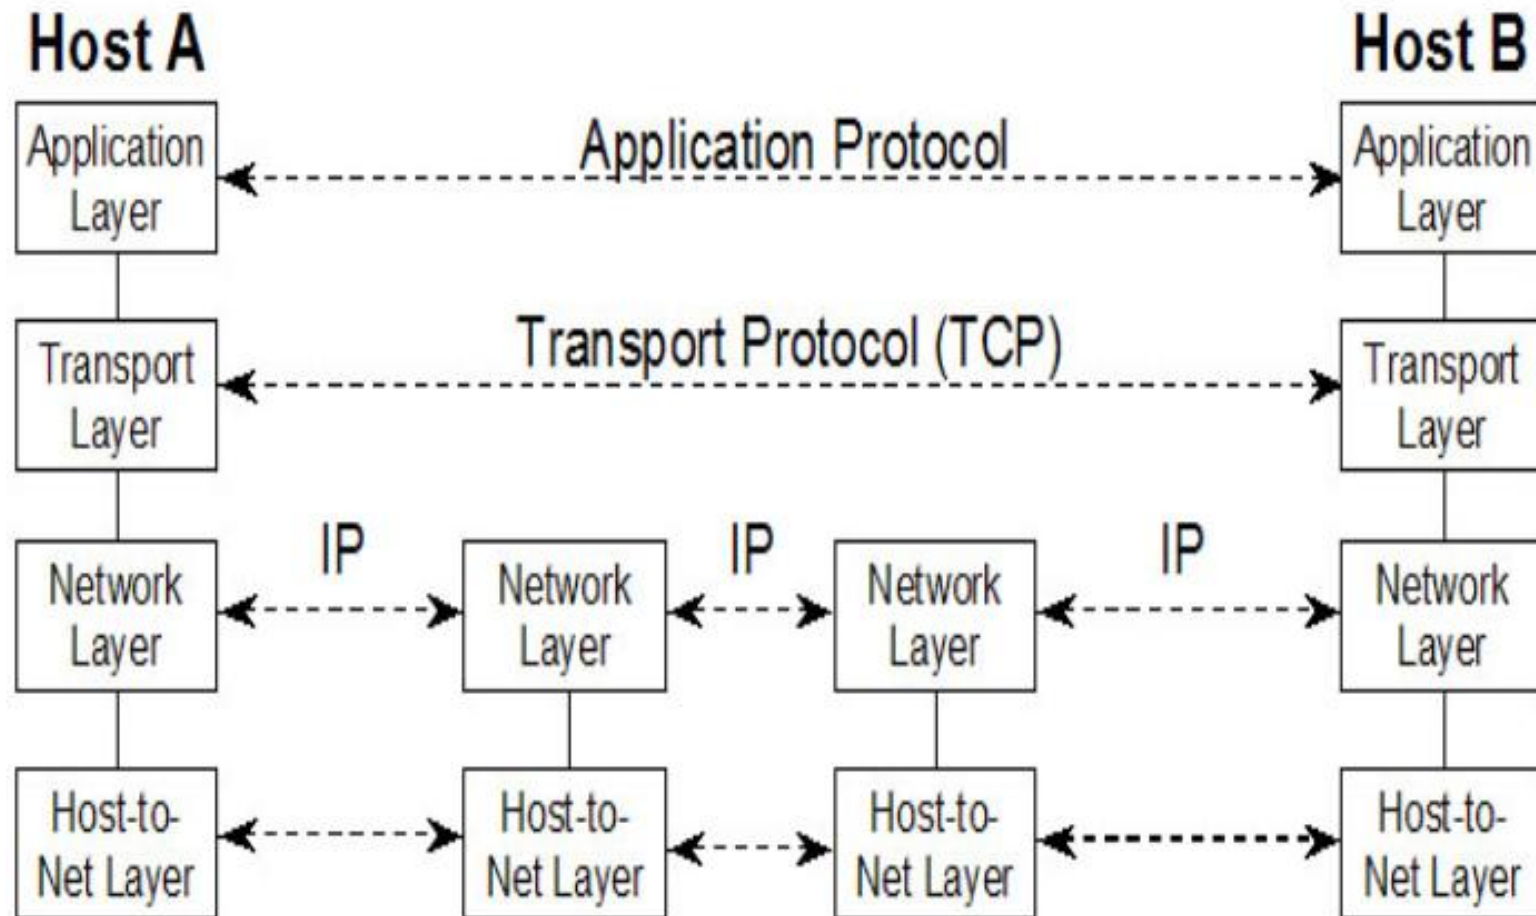 Host A
Host B
Application
Layer
Application Protocol
Application
Layer
Transport
Layer
Transport Protocol (TCP)
Transport
Layer
IP
IP
IP
Network
Layer
Network
Layer
Network
Layer
Network
Layer
Host-to-
Net Layer
Host-to-
Net Layer
Host-to-
Net Layer
Host-to-
Net Layer